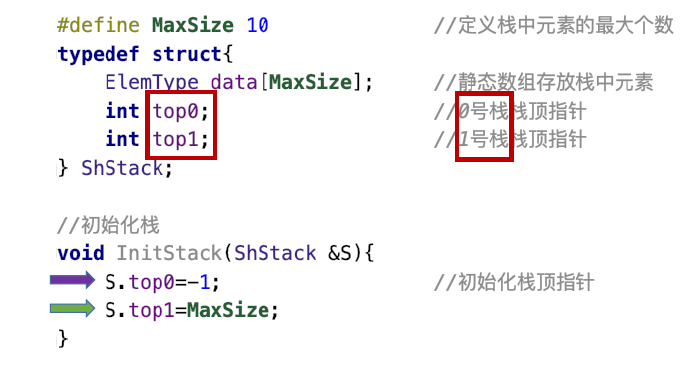 #define MaxSize 10 //定义栈中元素的最大个数
typedef struct{
ElemType data[MaxSize]; //静态数组存放栈中元素
int top0; //0号栈栈顶指针
int top1; //1号栈栈顶指针
} ShStack;
//初始化栈
void InitStack(ShStack &S){
S.top0=-1; //初始化栈顶指针
S.top1=MaxSize;
}